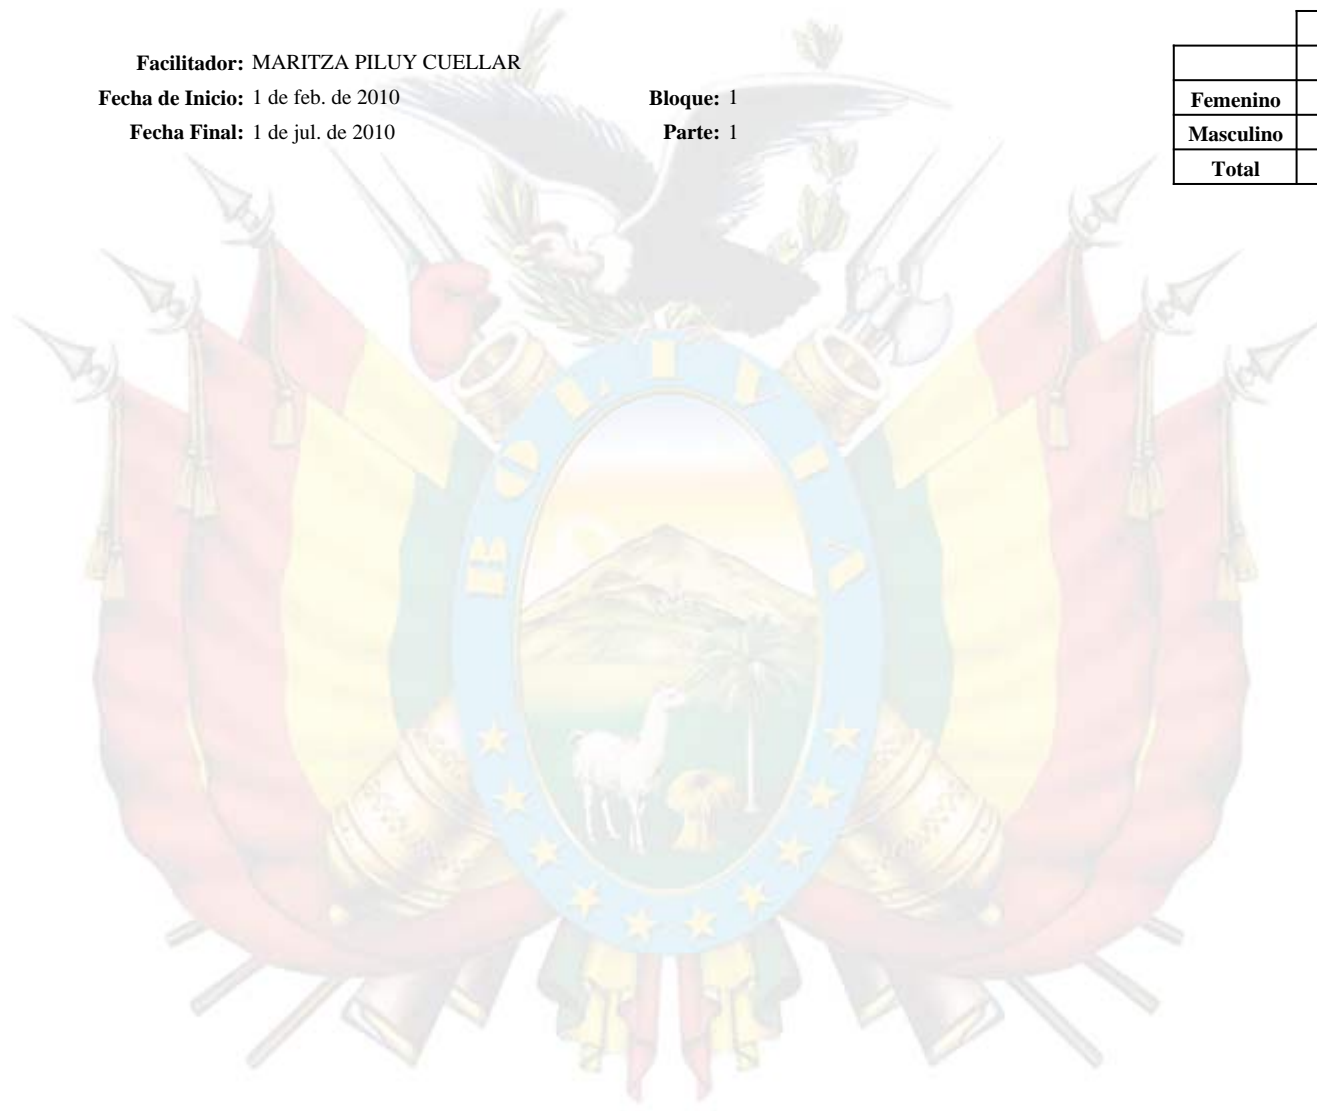 Facilitador: MARITZA PILUY CUELLAR
Fecha de Inicio: 1 de feb. de 2010 Bloque: 1
Fecha Final: 1 de jul. de 2010 Parte: 1
Femenino
Masculino
Total
BOLIVIA